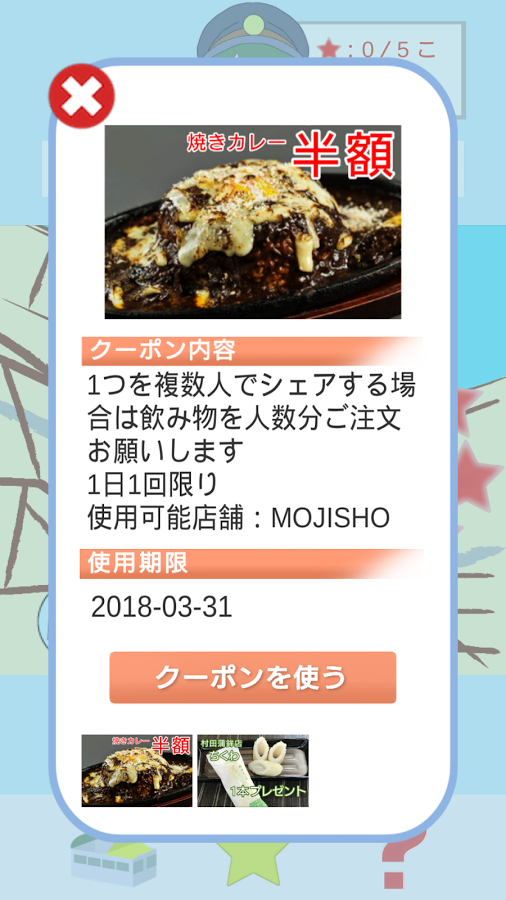 : 0/5 こ
焼きカレー 半額
クーポン内容
1つを複数人でシェアする場
合は飲み物を人数分ご注文
お願いします
1日1回限り
使用可能店舗：MOJISHO
使用期限
2018-03-31
クーポンを使う
焼きカレー 半額
村田蒲鉾店
ちくわ
1本プレゼント
?